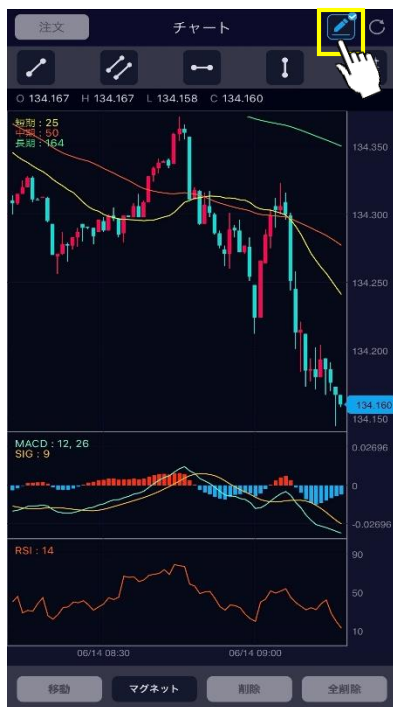 注文 チャート
O 134.167 H 134.167 L 134.158 C 134.160
短期 : 25
中期 : 50
長期 : 164
134.350
134.300
134.250
134.200
134.160
134.150
MACD : 12, 26
SIG : 9
0.02696
0
-0.02696
RSI : 14
90
50
10
06/14 08:30 06/14 09:00
移動 マグネット 削除 全削除